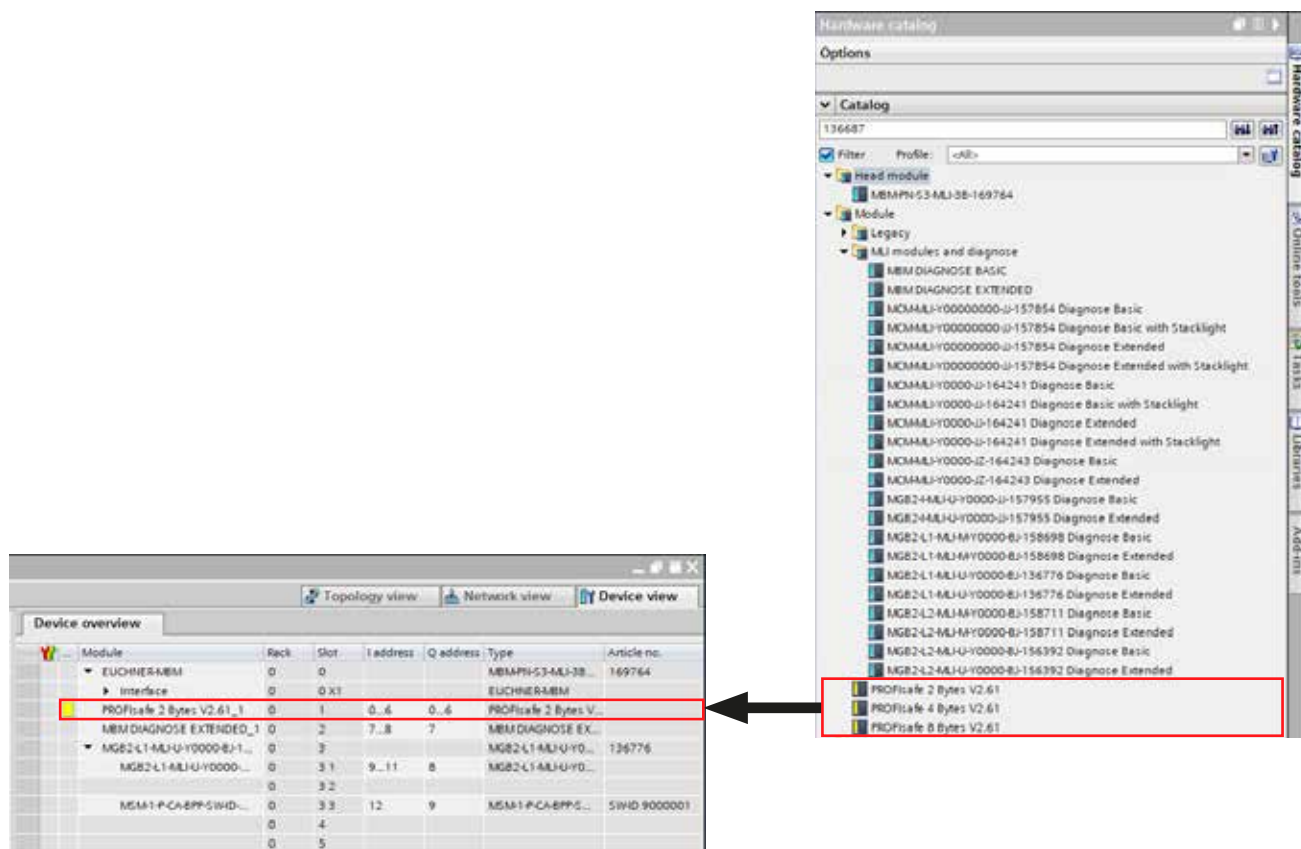 Hardware catalog
Options
Catalog
136687
Filter Profile: <All>
Head module
MBM-PN-S3-MLI-3B-169764
Module
Legacy
MLI modules and diagnose
MBM DIAGNOSE BASIC
MBM DIAGNOSE EXTENDED
MCM-MLI-Y00000000-JJ-157854 Diagnose Basic
MCM-MLI-Y00000000-JJ-157854 Diagnose Basic with Stacklight
MCM-MLI-Y00000000-JJ-157854 Diagnose Extended
MCM-MLI-Y00000000-JJ-157854 Diagnose Extended with Stacklight
MCM-MLI-Y0000-JJ-164241 Diagnose Basic
MCM-MLI-Y0000-JJ-164241 Diagnose Basic with Stacklight
MCM-MLI-Y0000-JJ-164241 Diagnose Extended
MCM-MLI-Y0000-JJ-164241 Diagnose Extended with Stacklight
MCM-MLI-Y0000-JZ-164243 Diagnose Basic
MCM-MLI-Y0000-JZ-164243 Diagnose Extended
MGB2-I-MLI-U-Y0000-JJ-157955 Diagnose Basic
MGB2-I-MLI-U-Y0000-JJ-157955 Diagnose Extended
MGB2-L1-MLI-M-Y0000-BJ-158698 Diagnose Basic
MGB2-L1-MLI-M-Y0000-BJ-158698 Diagnose Extended
MGB2-L1-MLI-U-Y0000-BJ-136776 Diagnose Basic
MGB2-L1-MLI-U-Y0000-BJ-136776 Diagnose Extended
MGB2-L2-MLI-M-Y0000-BJ-158711 Diagnose Basic
MGB2-L2-MLI-M-Y0000-BJ-158711 Diagnose Extended
MGB2-L2-MLI-U-Y0000-BJ-156392 Diagnose Basic
MGB2-L2-MLI-U-Y0000-BJ-156392 Diagnose Extended
PROFIsafe 2 Bytes V2.61
PROFIsafe 4 Bytes V2.61
PROFIsafe 8 Bytes V2.61
Hardware catalog
Online tools
Tasks
Libraries
Add-ins
Topology view Network view Device view
Device overview
... Module Rack Slot I address Q address Type Article no.
EUCHNER-MBM 0 0 MBM-PN-S3-MLI-3B... 169764
Interface 0 0 X1 EUCHNER-MBM
PROFIsafe 2 Bytes V2.61_1 0 1 0...6 0...6 PROFIsafe 2 Bytes V...
MBM DIAGNOSE EXTENDED_1 0 2 7...8 7 MBM DIAGNOSE EX...
MGB2-L1-MLI-U-Y0000-BJ-1... 0 3 MGB2-L1-MLI-U-Y0... 136776
MGB2-L1-MLI-U-Y0000-... 0 3 1 9...11 8 MGB2-L1-MLI-U-Y0...
0 3 2
MSM-1-P-CA-BPP-SW-ID-... 0 3 3 12 9 MSM-1-P-CA-BPP-S... SW-ID 9000001
0 4
0 5